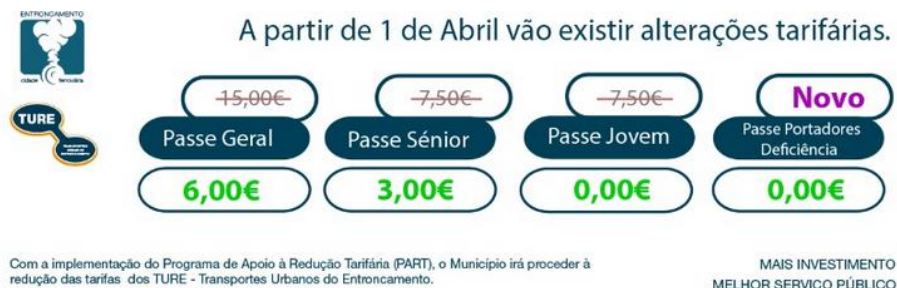 ENTRONCAMENTO
cidade ferroviária
TURE
A partir de 1 de Abril vão existir alterações tarifárias.
15,00€
Passe Geral
6,00€
7,50€
Passe Sénior
3,00€
7,50€
Passe Jovem
0,00€
Novo
Passe Portadores
Deficiência
0,00€
Com a implementação do Programa de Apoio à Redução Tarifária (PART), o Município irá proceder à
redução das tarifas dos TURE - Transportes Urbanos do Entroncamento.
MAIS INVESTIMENTO
MELHOR SERVIÇO PÚBLICO